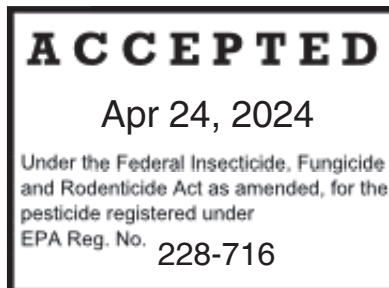 ACCEPTED
Apr 24, 2024
Under the Federal Insecticide, Fungicide
and Rodenticide Act as amended, for the
pesticide registered under
EPA Reg. No. 228-716